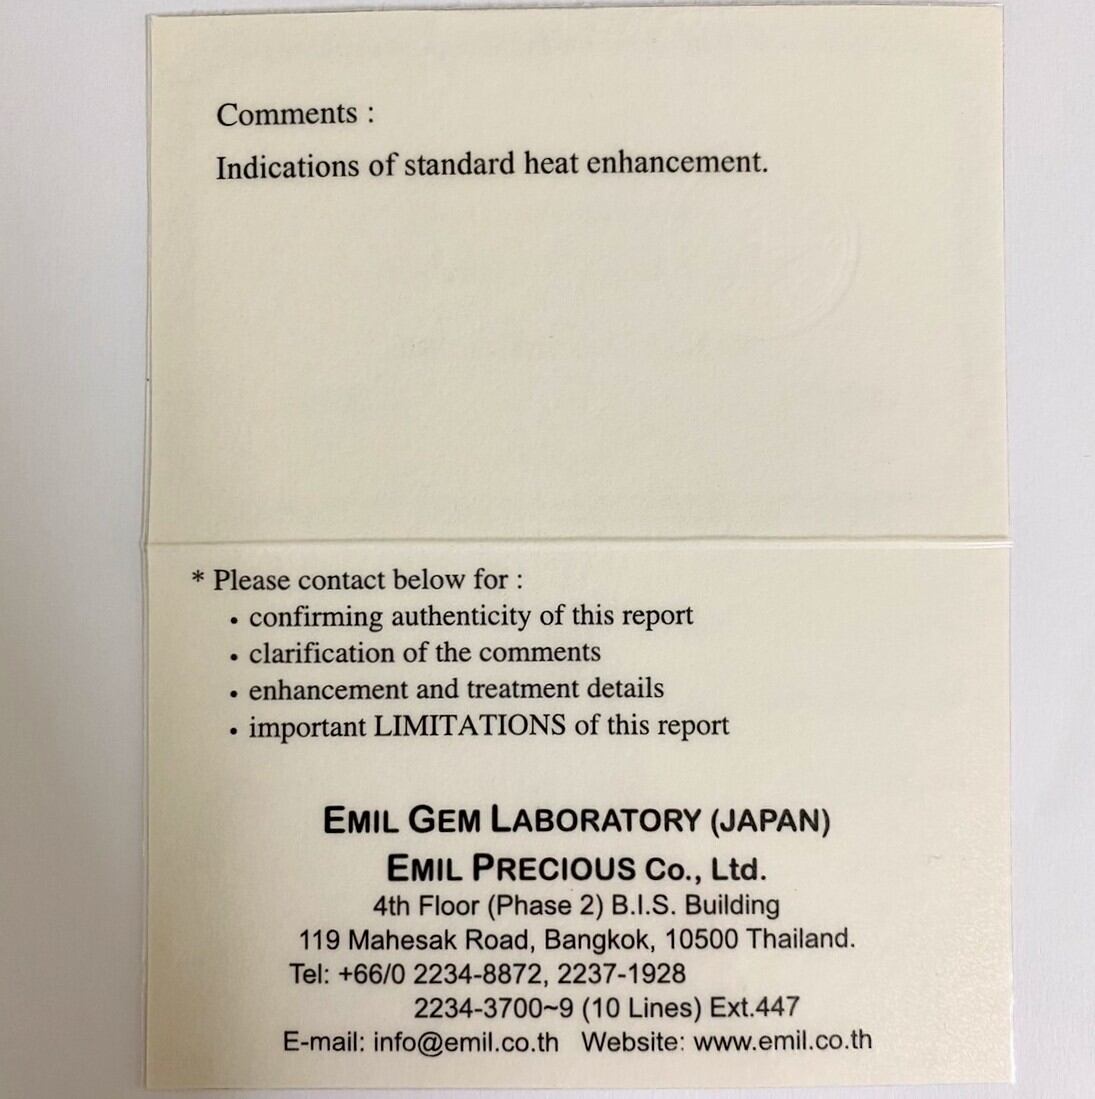 Comments :
Indications of standard heat enhancement.
* Please contact below for :
• confirming authenticity of this report
• clarification of the comments
• enhancement and treatment details
• important LIMITATIONS of this report
EMIL GEM LABORATORY (JAPAN)
EMIL PRECIOUS Co., Ltd.
4th Floor (Phase 2) B.I.S. Building
119 Mahesak Road, Bangkok, 10500 Thailand.
Tel: +66/0 2234-8872, 2237-1928
2234-3700~9 (10 Lines) Ext.447
E-mail: info@emil.co.th Website: www.emil.co.th